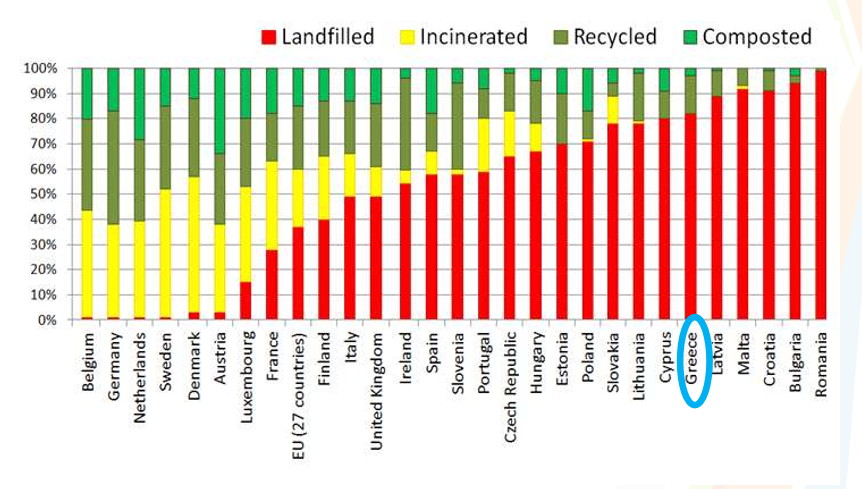 Landfilled Incinerated Recycled Composted
100%
90%
80%
70%
60%
50%
40%
30%
20%
10%
0%
Belgium
Germany
Netherlands
Sweden
Denmark
Austria
Luxembourg
France
EU (27 countries)
Finland
Italy
United Kingdom
Ireland
Spain
Slovenia
Portugal
Czech Republic
Hungary
Estonia
Poland
Slovakia
Lithuania
Cyprus
Greece
Latvia
Malta
Croatia
Bulgaria
Romania